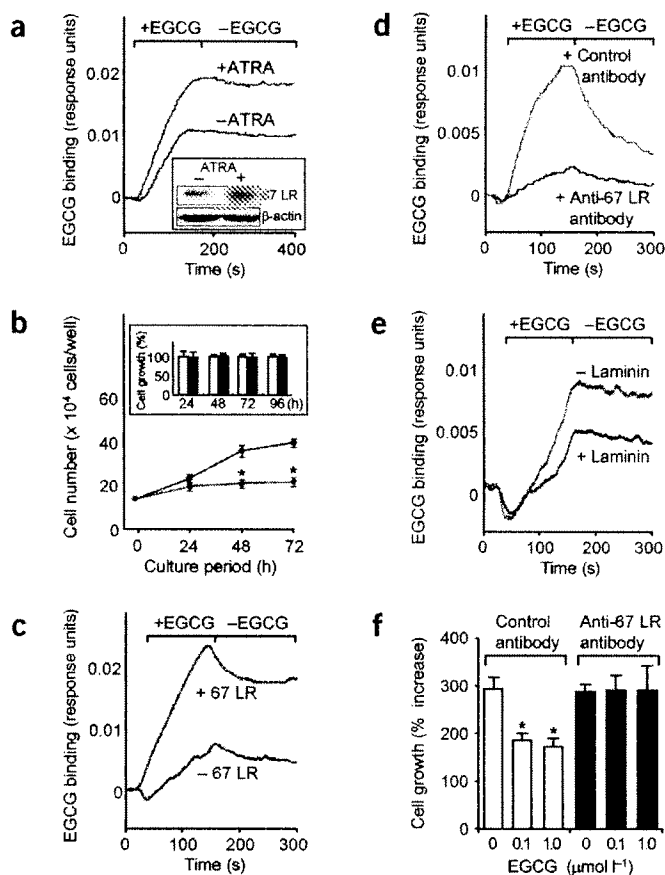 a
+EGCG −EGCG
EGCG binding (response units)
0.02
0.01
0
+ATRA
−ATRA
ATRA
− +
7 LR
β-actin
0 100 200 300 400
Time (s)
b
Cell growth (%)
100
50
0
24 48 72 96 (h)
Cell number (x 10⁴ cells/well)
60
40
20
0
* *
0 24 48 72
Culture period (h)
c
+EGCG −EGCG
EGCG binding (response units)
0.02
0.01
0
+ 67 LR
− 67 LR
0 100 200 300
Time (s)
d
+EGCG −EGCG
EGCG binding (response units)
0.01
0.005
0
+ Control
antibody
+ Anti-67 LR
antibody
0 100 200 300
Time (s)
e
+EGCG −EGCG
EGCG binding (response units)
0.01
0.005
0
− Laminin
+ Laminin
0 100 200 300
Time (s)
f
Control
antibody
Anti-67 LR
antibody
Cell growth (% increase)
400
300
200
100
0
* *
0 0.1 1.0 0 0.1 1.0
EGCG (μmol l⁻¹)